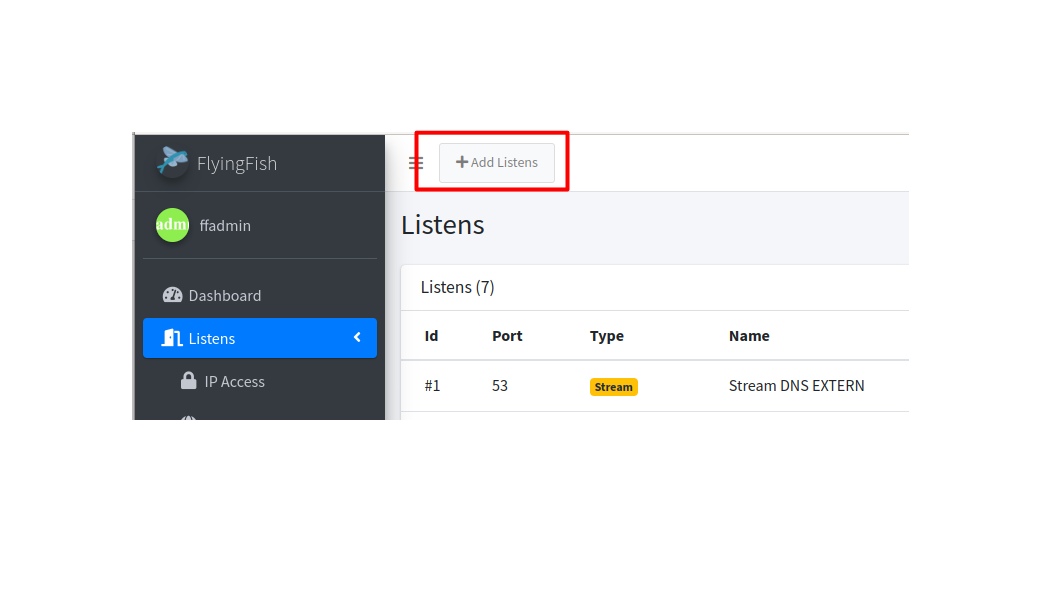 FlyingFish
Add Listens
adm
ffadmin
Listens
Dashboard
Listens (7)
Listens
Id Port Type Name
IP Access
#1 53 Stream Stream DNS EXTERN